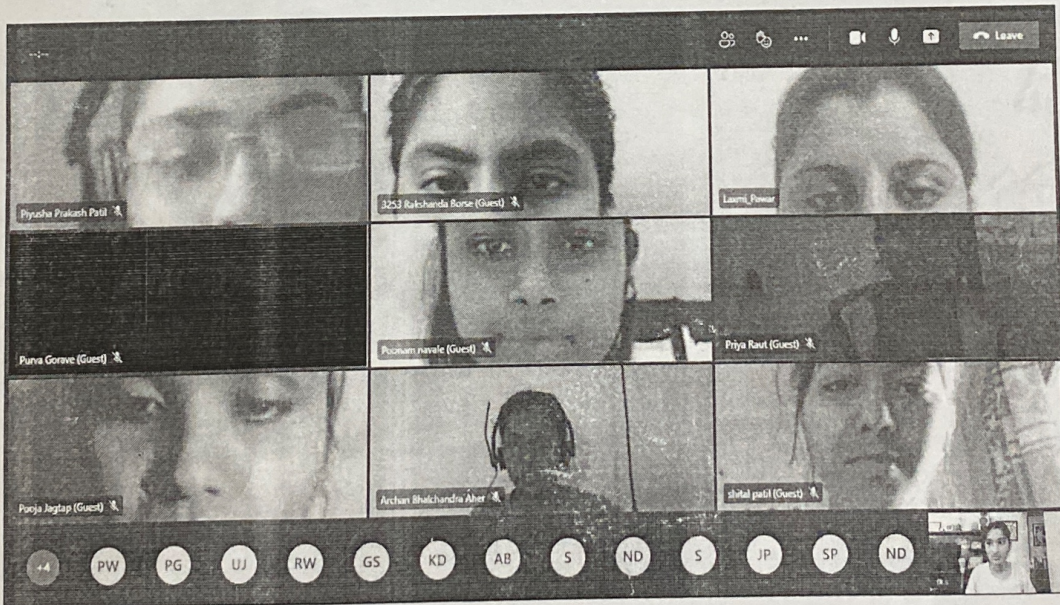 --:--
Leave
Piyusha Prakash Patil
3253 Rakshanda Borse (Guest)
Laxmi_Pawar
Purva Gorave (Guest)
Poonam navale (Guest)
Priya Raut (Guest)
Pooja Jagtap (Guest)
Archan Bhalchandra Aher
shital patil (Guest)
+4 PW PG UJ RW GS KD AB S ND S JP SP ND